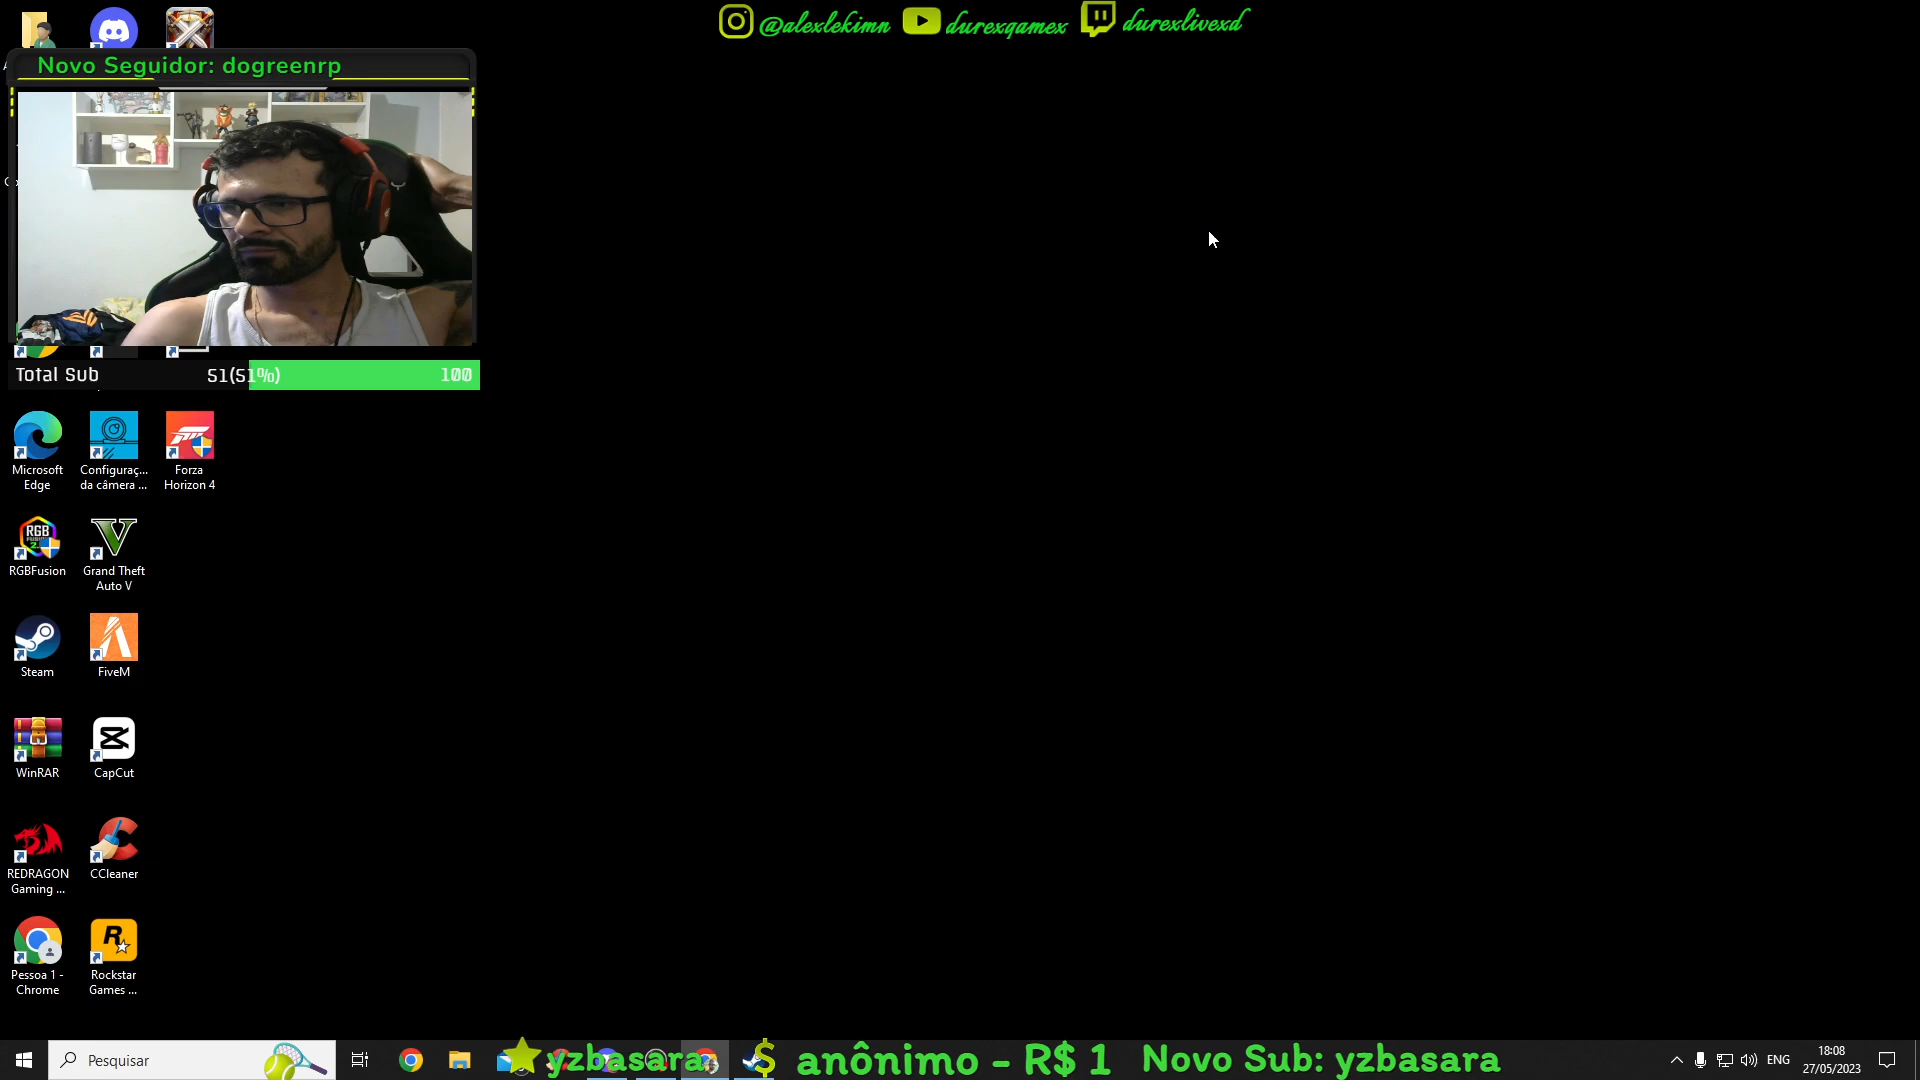 @alexlekimn durexgamex durexlivexd
Novo Seguidor: dogreenrp
Total Sub 51(51%) 100
Microsoft Edge
Configuraç... da câmera ...
Forza Horizon 4
RGBFusion
Grand Theft Auto V
Steam
FiveM
WinRAR
CapCut
REDRAGON Gaming ...
CCleaner
Pessoa 1 - Chrome
Rockstar Games ...
Pesquisar
yzbasara
anônimo - R$ 1
Novo Sub: yzbasara
ENG
18:08
27/05/2023